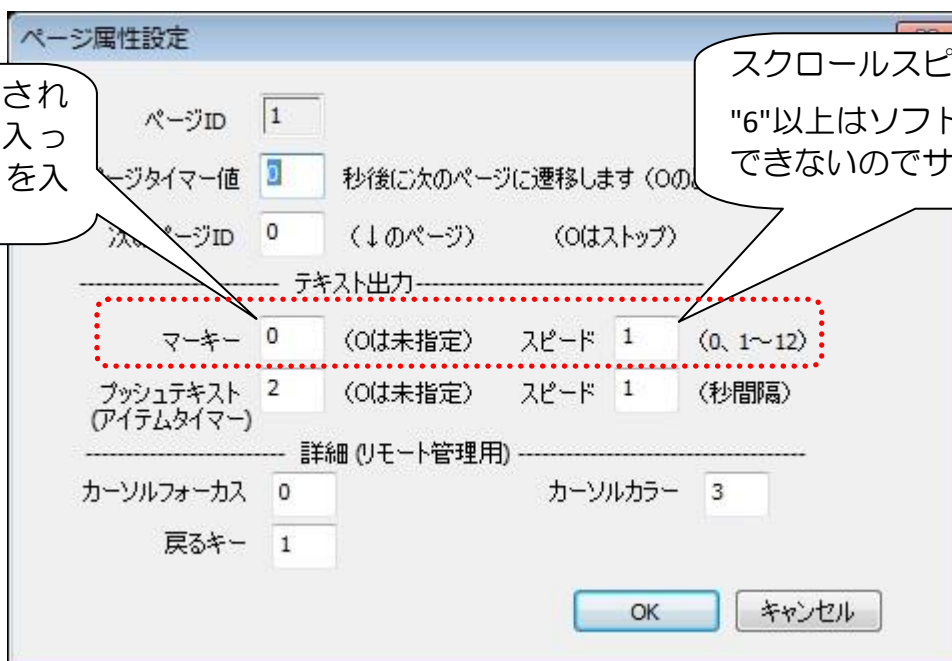 ページ属性設定
スクロールスピ
"6"以上はソフト
できないのでサ
され
入っ
を入
ページID 1
ージタイマー値 0 秒後に次のページに遷移します（0の
ページID 0 （↓のページ） （0はストップ）
テキスト出力
マーキー 0 （0は未指定） スピード 1 （0、1～12）
プッシュテキスト 2 （0は未指定） スピード 1 （秒間隔）
(アイテムタイマー)
詳細 (リモート管理用)
カーソルフォーカス 0 カーソルカラー 3
戻るキー 1
OK キャンセル